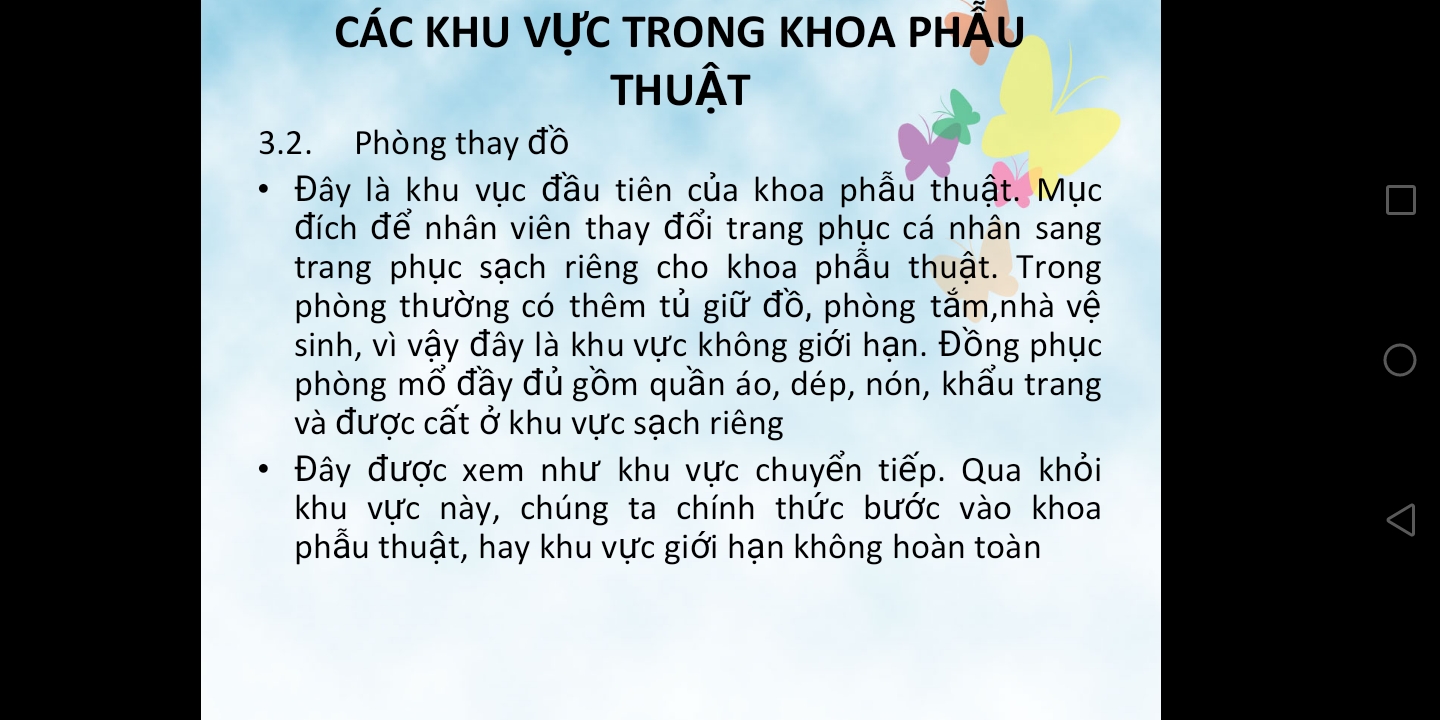 CÁC KHU VỰC TRONG KHOA PHẪU
THUẬT
3.2. Phòng thay đồ
• Đây là khu vục đầu tiên của khoa phẫu thuật. Mục
đích để nhân viên thay đổi trang phục cá nhân sang
trang phục sạch riêng cho khoa phẫu thuật. Trong
phòng thường có thêm tủ giữ đồ, phòng tắm,nhà vệ
sinh, vì vậy đây là khu vực không giới hạn. Đồng phục
phòng mổ đầy đủ gồm quần áo, dép, nón, khẩu trang
và được cất ở khu vực sạch riêng
• Đây được xem như khu vực chuyển tiếp. Qua khỏi
khu vực này, chúng ta chính thức bước vào khoa
phẫu thuật, hay khu vực giới hạn không hoàn toàn